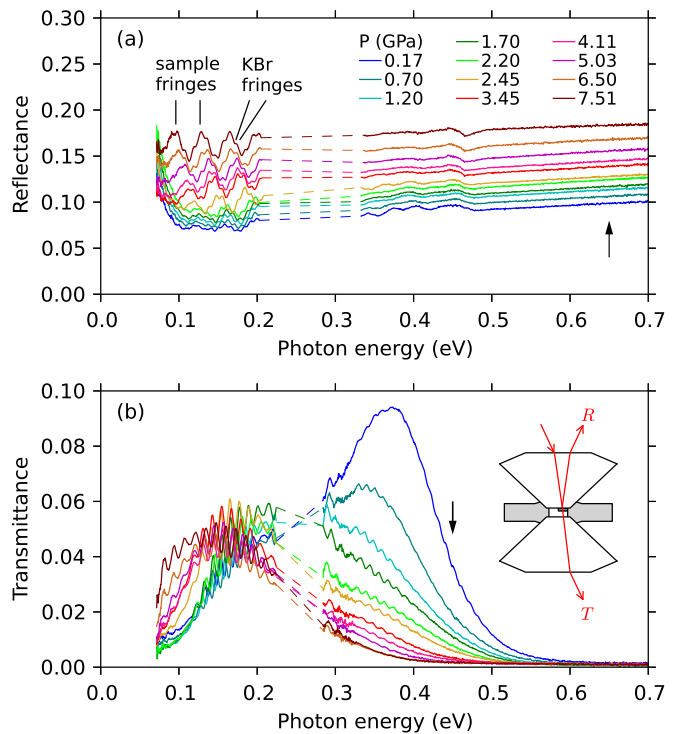 (a)
sample
fringes
KBr
fringes
P (GPa)
0.17
0.70
1.20
1.70
2.20
2.45
3.45
4.11
5.03
6.50
7.51
0.30
0.25
0.20
0.15
0.10
0.05
0.00
Reflectance
0.0 0.1 0.2 0.3 0.4 0.5 0.6 0.7
Photon energy (eV)
(b)
0.10
0.08
0.06
0.04
0.02
0.00
Transmittance
R
T
0.0 0.1 0.2 0.3 0.4 0.5 0.6 0.7
Photon energy (eV)